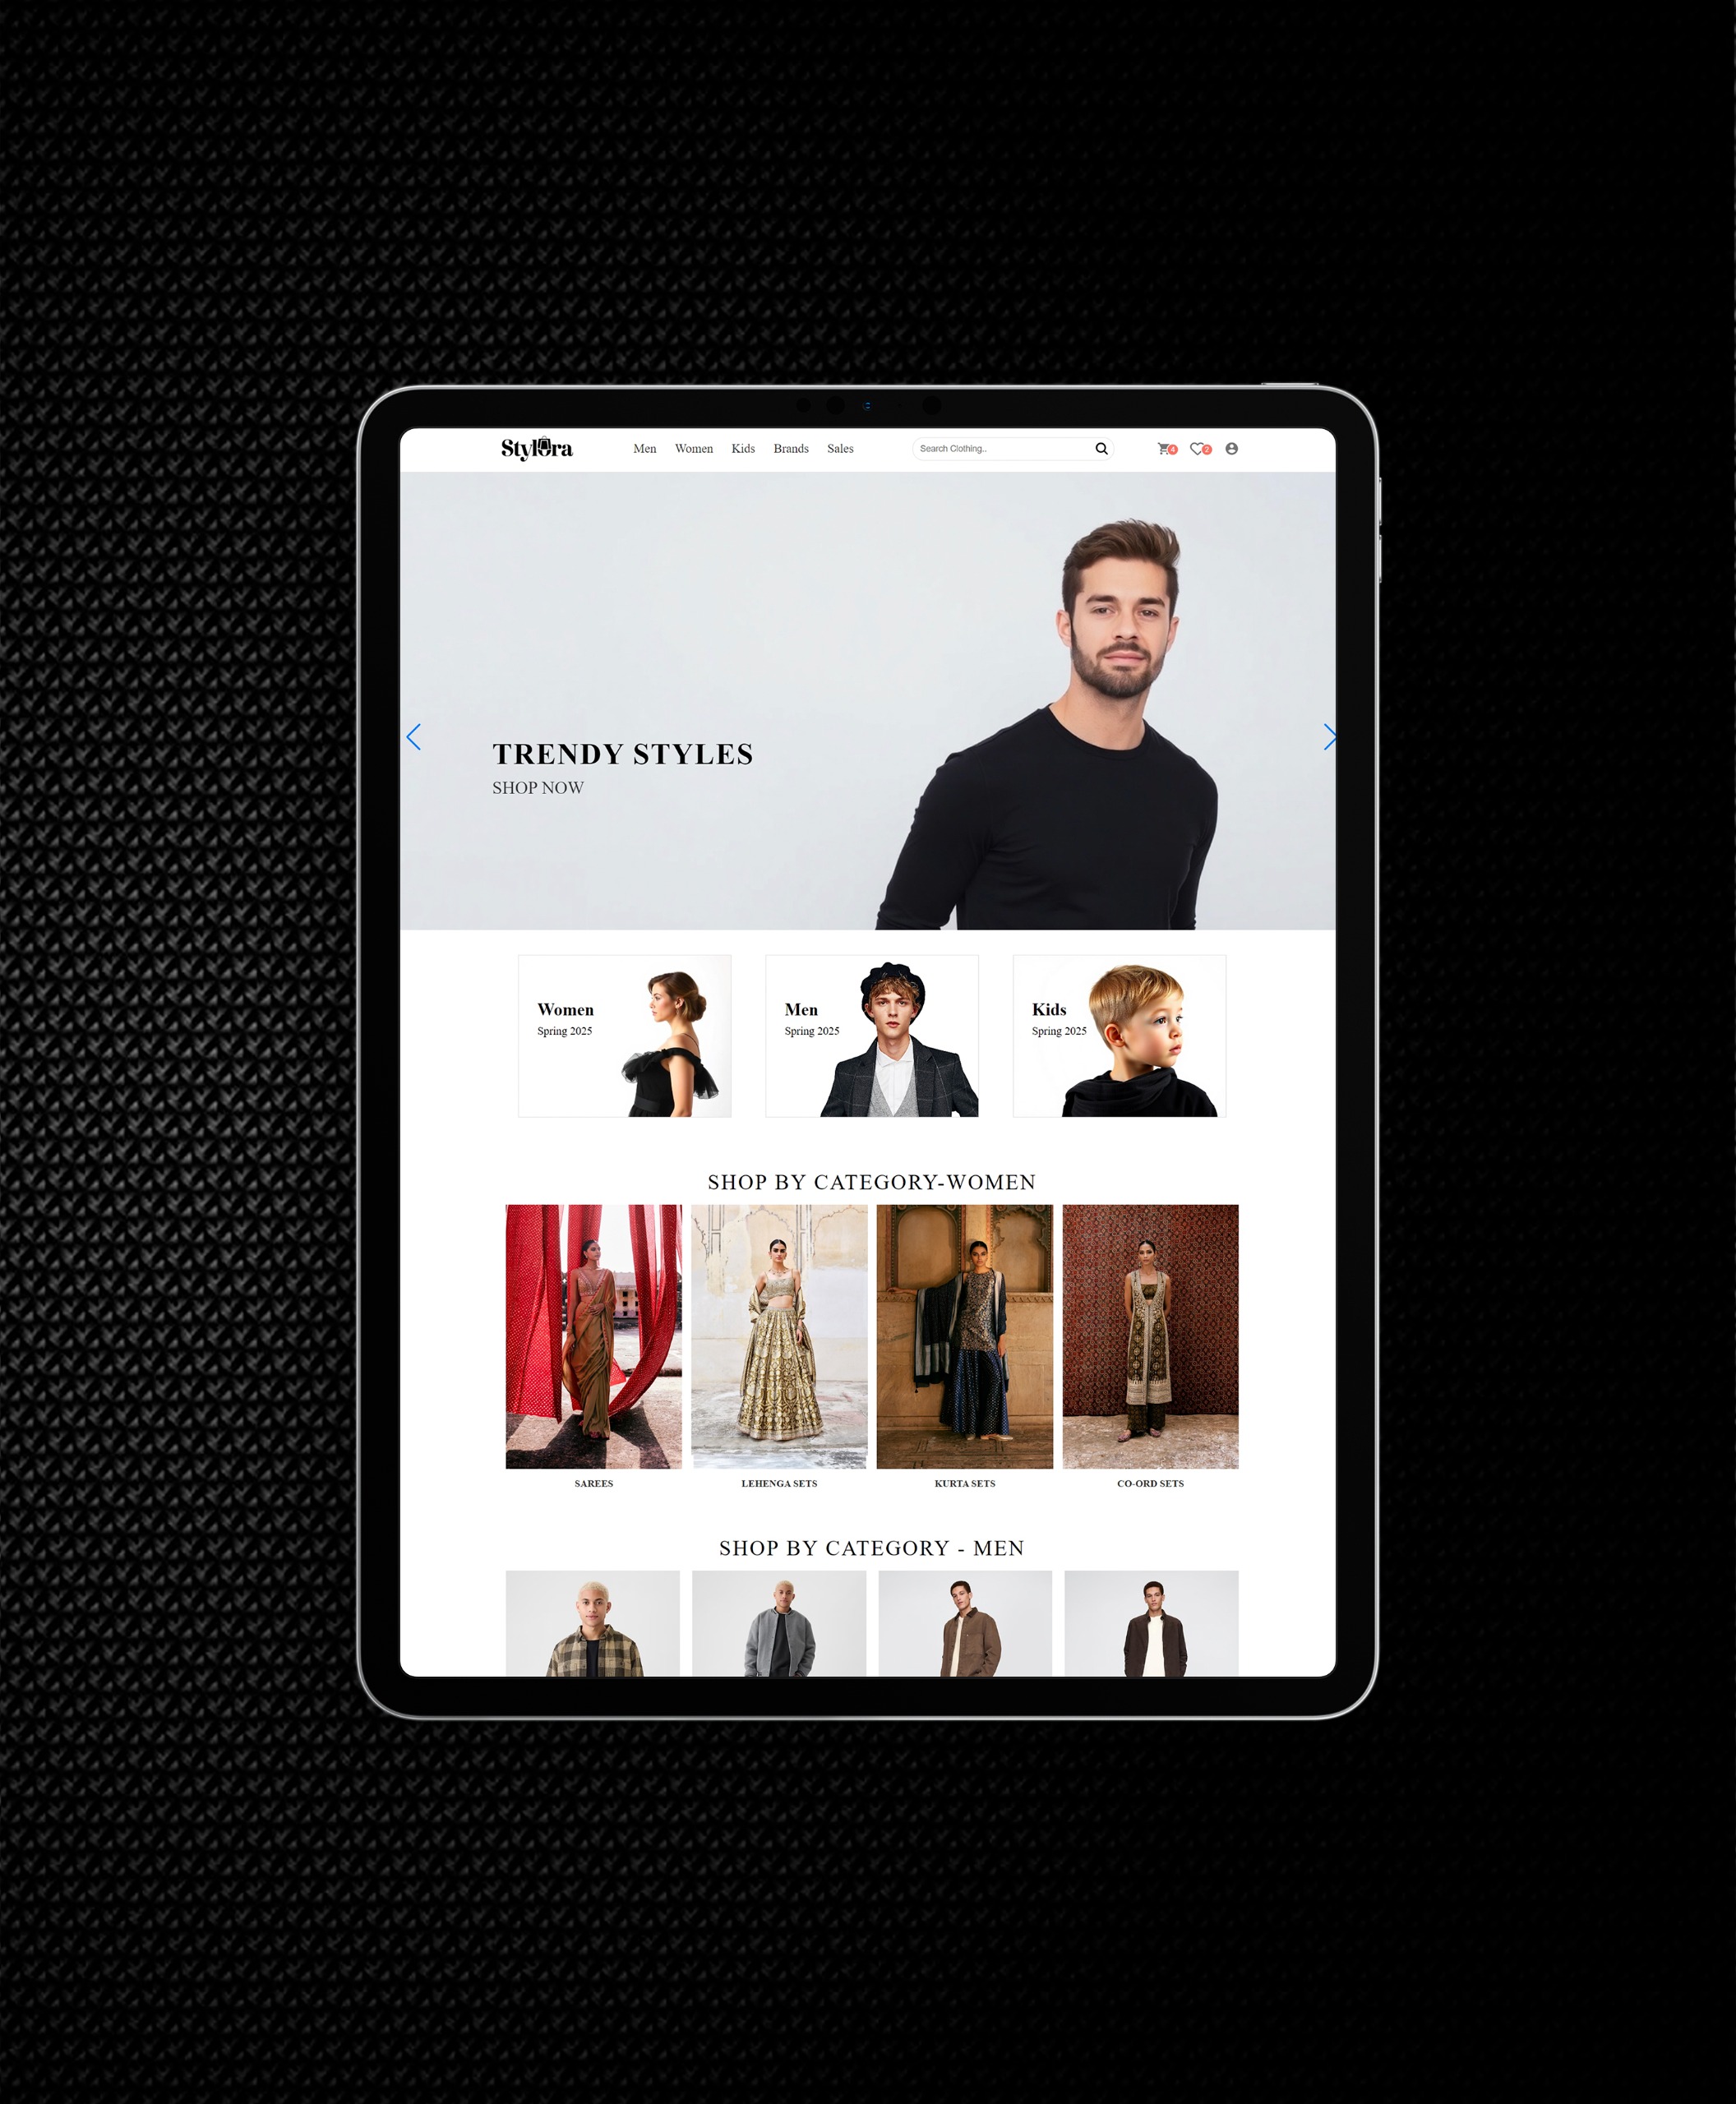 Stylora Men Women Kids Brands Sales Search Clothing.. 4 2
TRENDY STYLES
SHOP NOW
Women
Spring 2025
Men
Spring 2025
Kids
Spring 2025
SHOP BY CATEGORY-WOMEN
SAREES LEHENGA SETS KURTA SETS CO-ORD SETS
SHOP BY CATEGORY - MEN